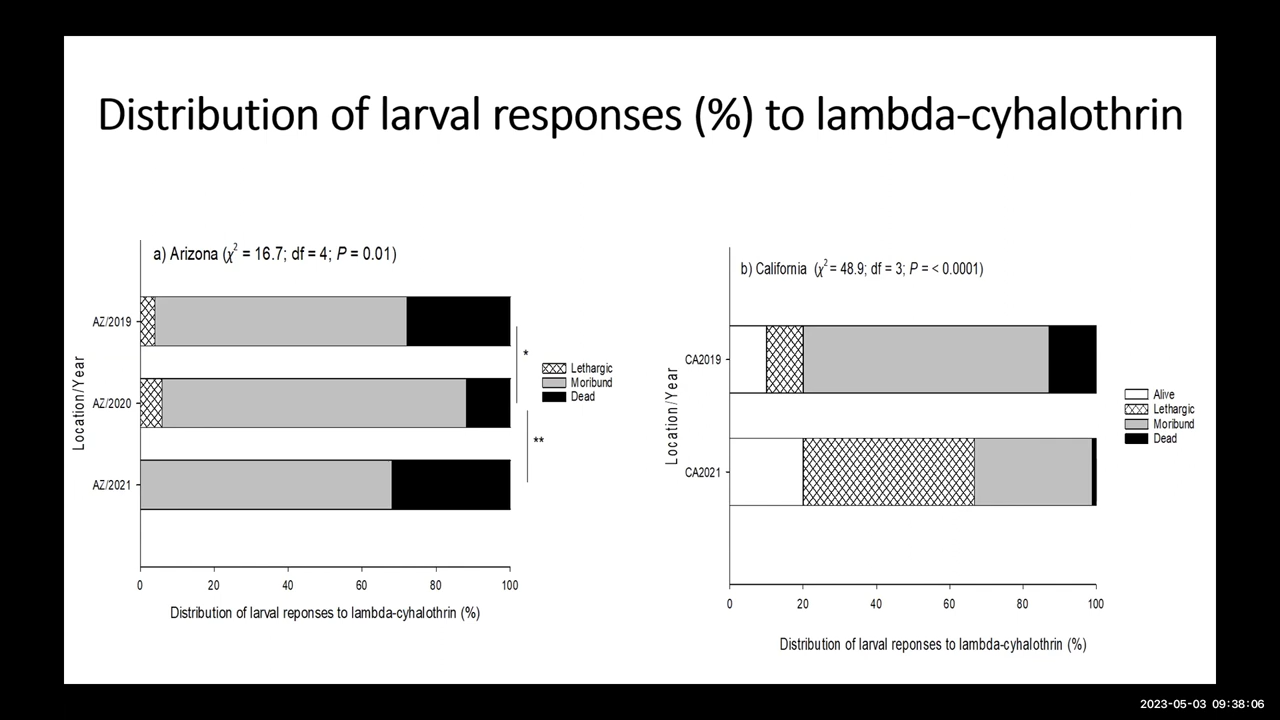 Distribution of larval responses (%) to lambda-cyhalothrin
a) Arizona (χ² = 16.7; df = 4; P = 0.01)
AZ/2019
AZ/2020
AZ/2021
Location/Year
*
**
Lethargic
Moribund
Dead
0 20 40 60 80 100
Distribution of larval reponses to lambda-cyhalothrin (%)
b) California (χ² = 48.9; df = 3; P = < 0.0001)
CA2019
CA2021
Location/Year
Alive
Lethargic
Moribund
Dead
0 20 40 60 80 100
Distribution of larval reponses to lambda-cyhalothrin (%)
2023-05-03 09:38:06